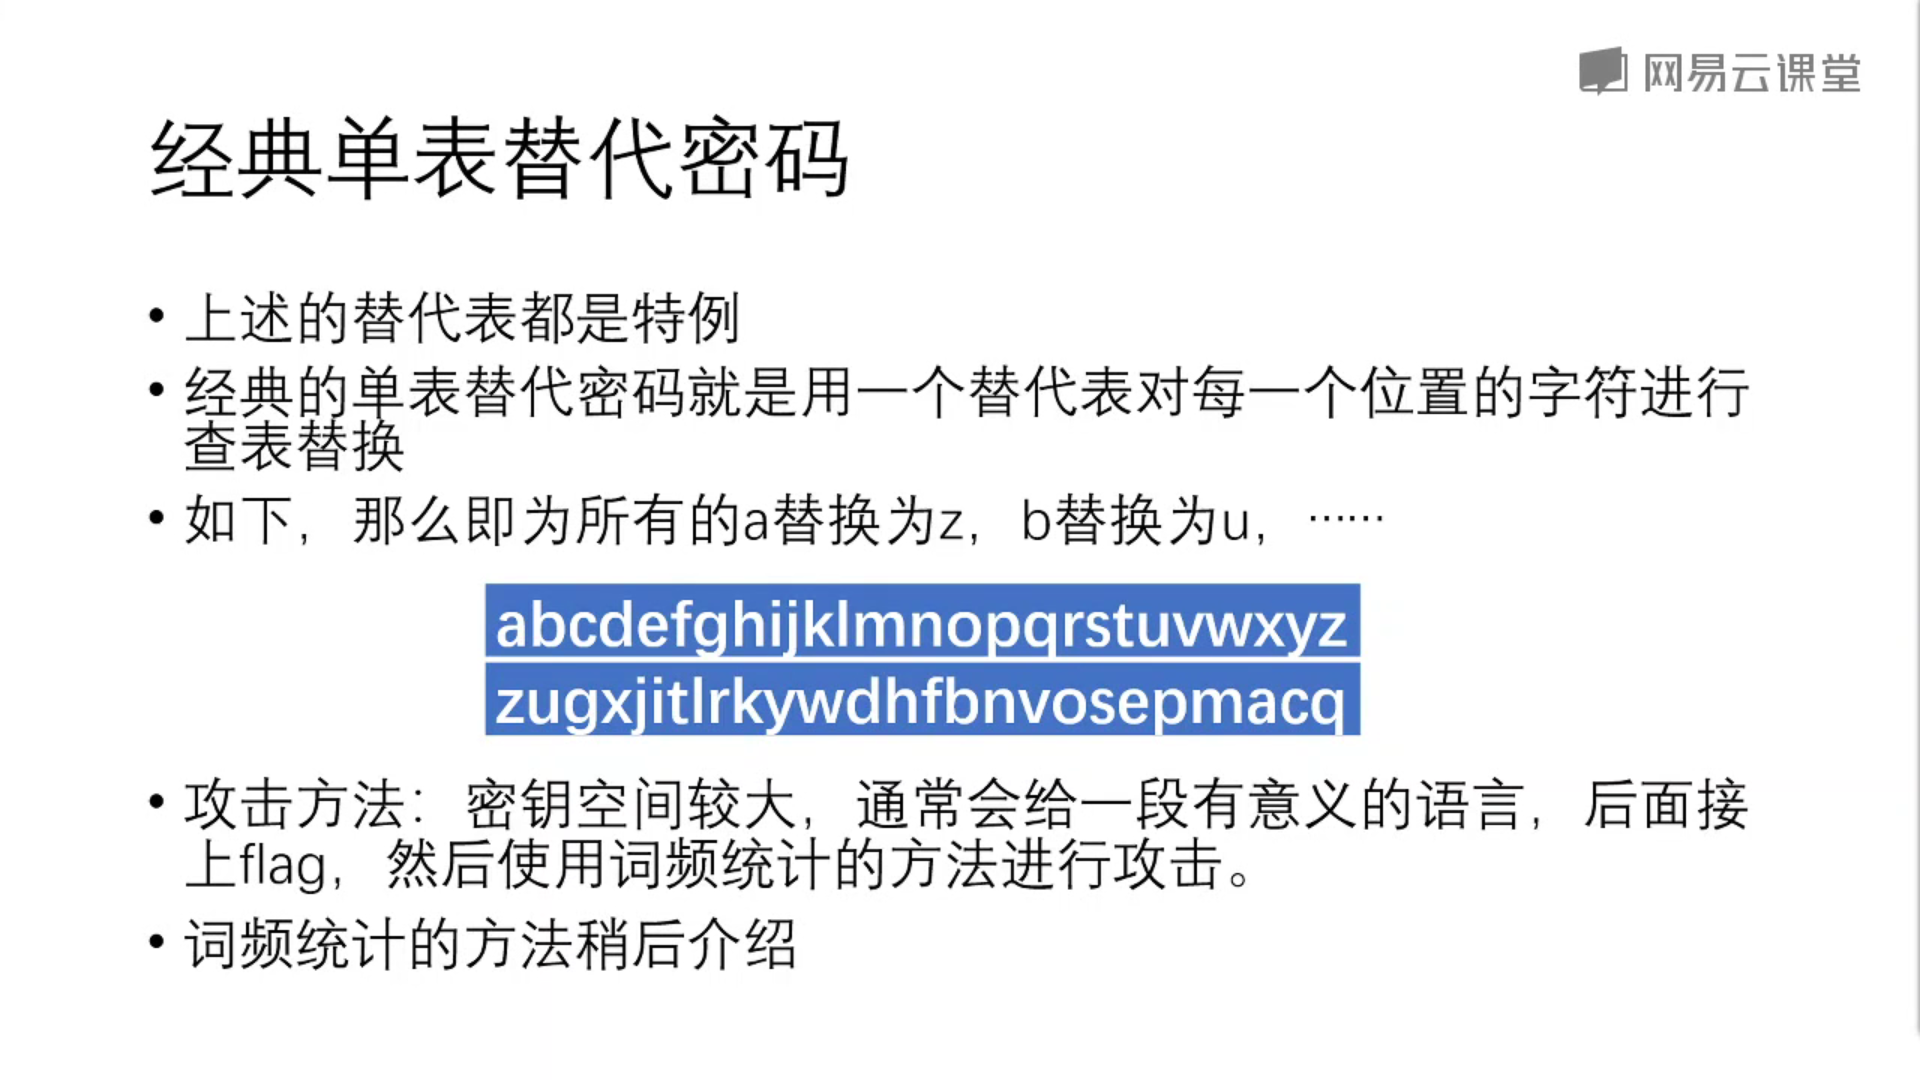 网易云课堂
经典单表替代密码
• 上述的替代表都是特例
• 经典的单表替代密码就是用一个替代表对每一个位置的字符进行
查表替换
• 如下，那么即为所有的a替换为z，b替换为u，……
abcdefghijklmnopqrstuvwxyz
zugxjitlrkywdhfbnvosepmacq
• 攻击方法：密钥空间较大，通常会给一段有意义的语言，后面接
上flag，然后使用词频统计的方法进行攻击。
• 词频统计的方法稍后介绍